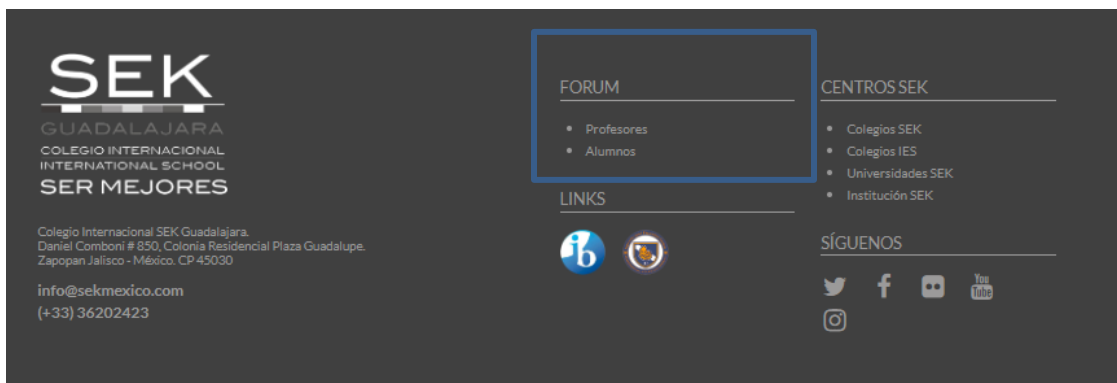 SEK
GUADALAJARA
COLEGIO INTERNACIONAL
INTERNATIONAL SCHOOL
SER MEJORES
Colegio Internacional SEK Guadalajara.
Daniel Comboni # 850, Colonia Residencial Plaza Guadalupe.
Zapopan Jalisco - México. CP 45030
info@sekmexico.com
(+33) 36202423
FORUM
Profesores
Alumnos
LINKS
ib
CENTROS SEK
Colegios SEK
Colegios IES
Universidades SEK
Institución SEK
SÍGUENOS
You
Tube